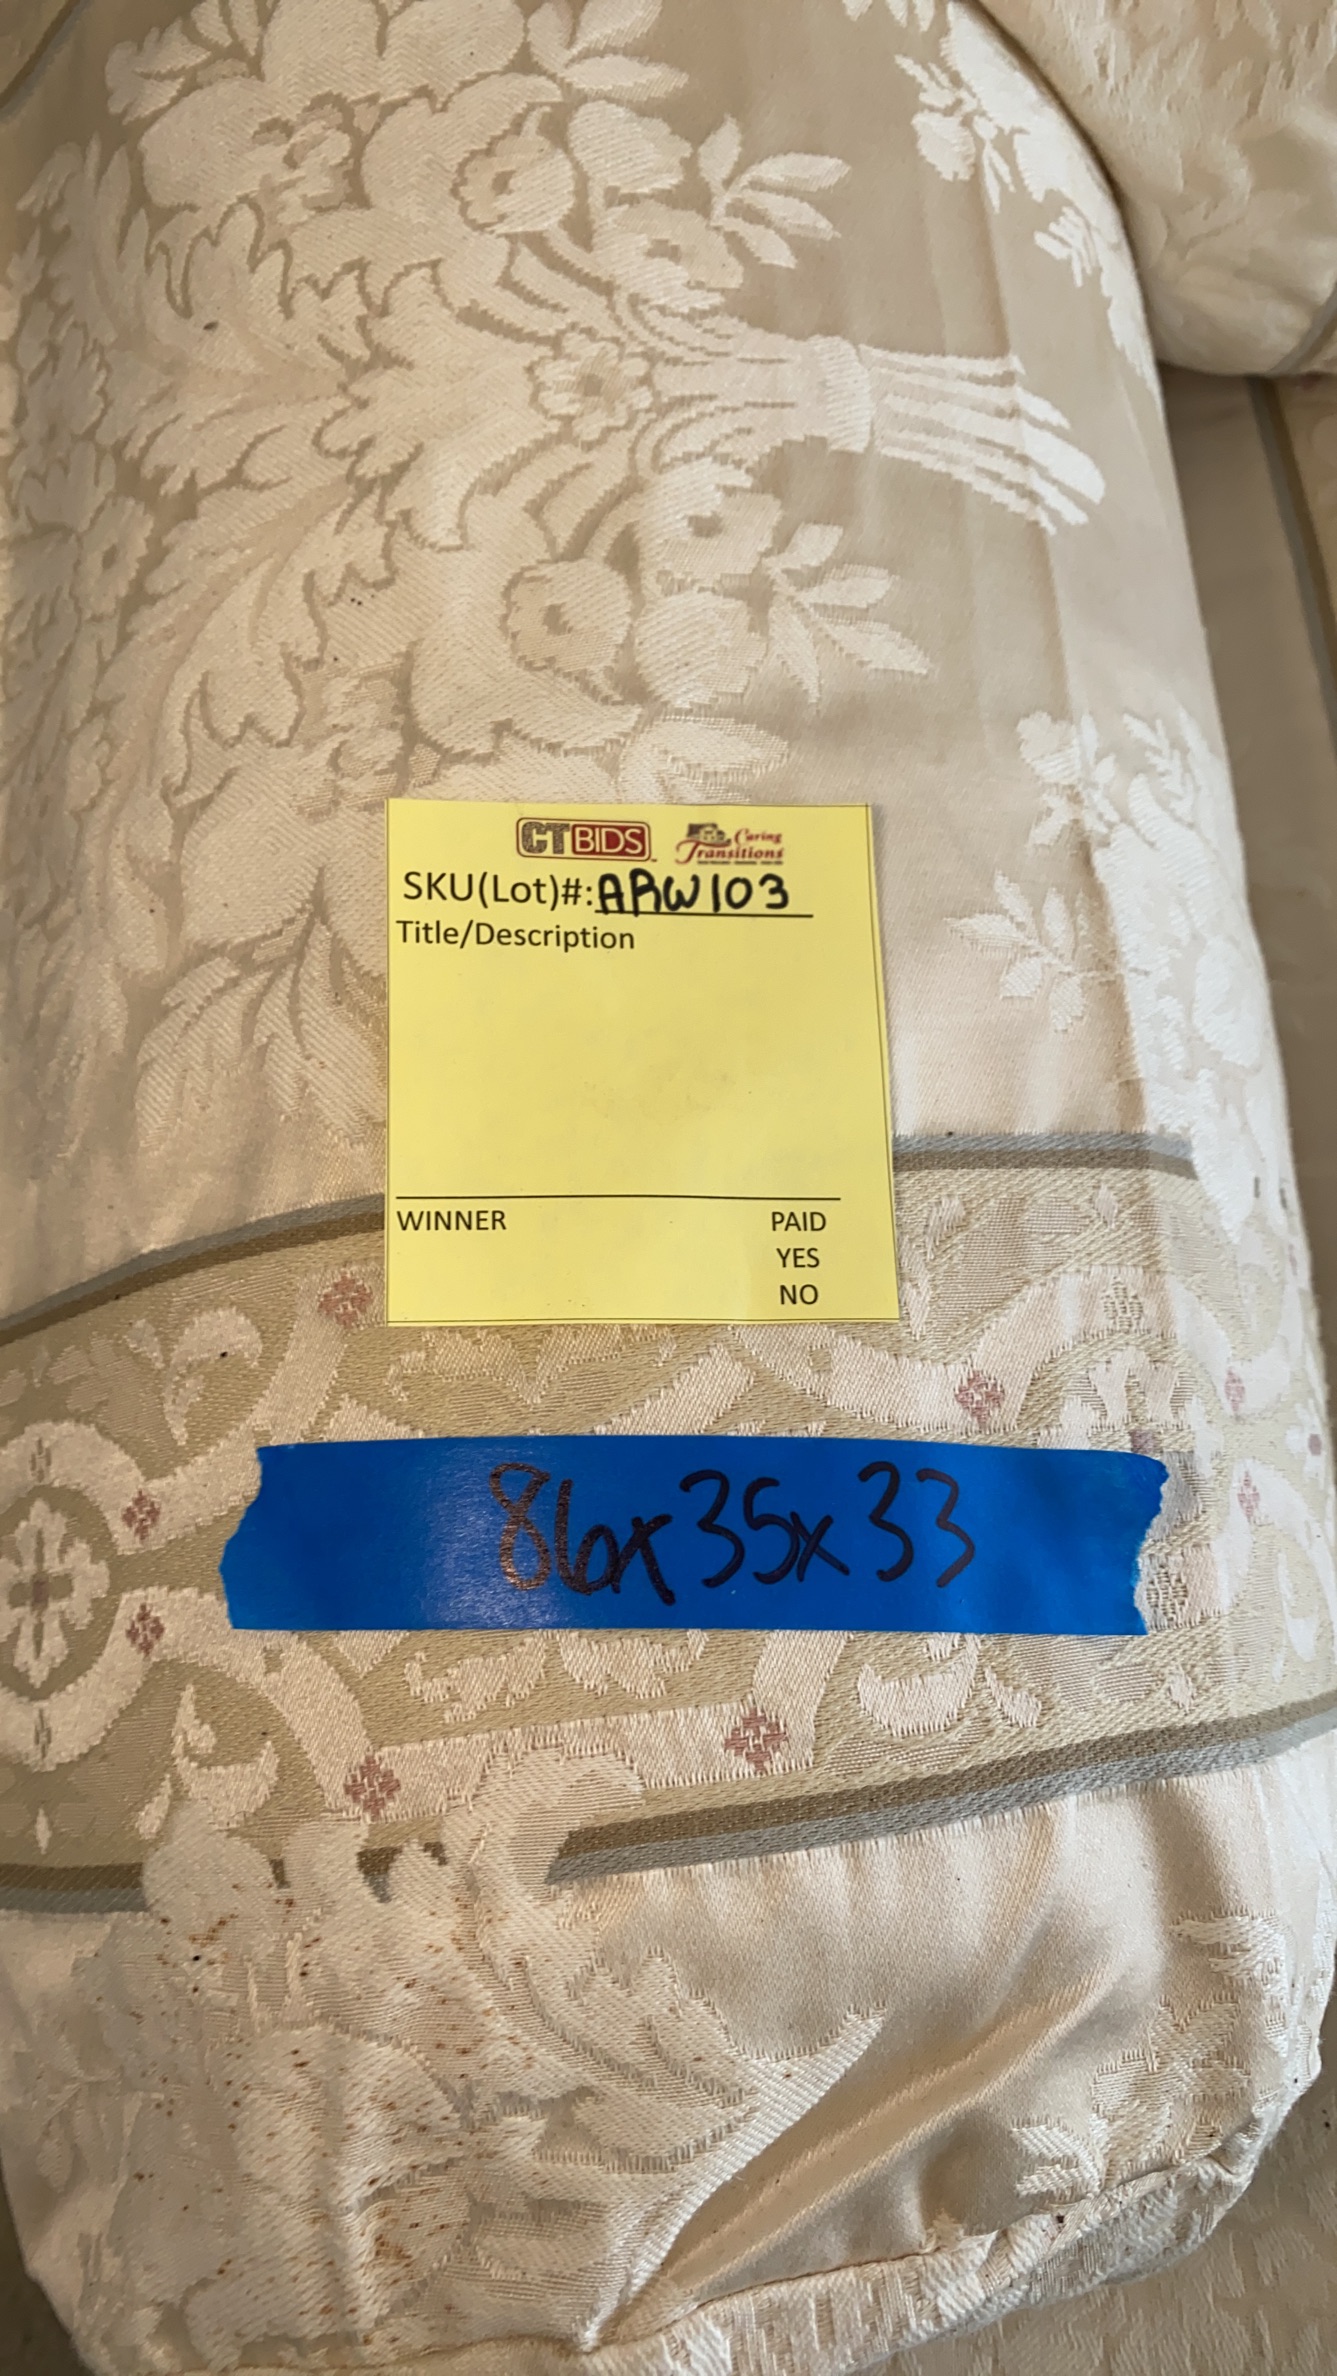 CTBIDS Caring Transitions
SKU(Lot)#: ARW103
Title/Description
WINNER PAID
YES
NO
86x35x33